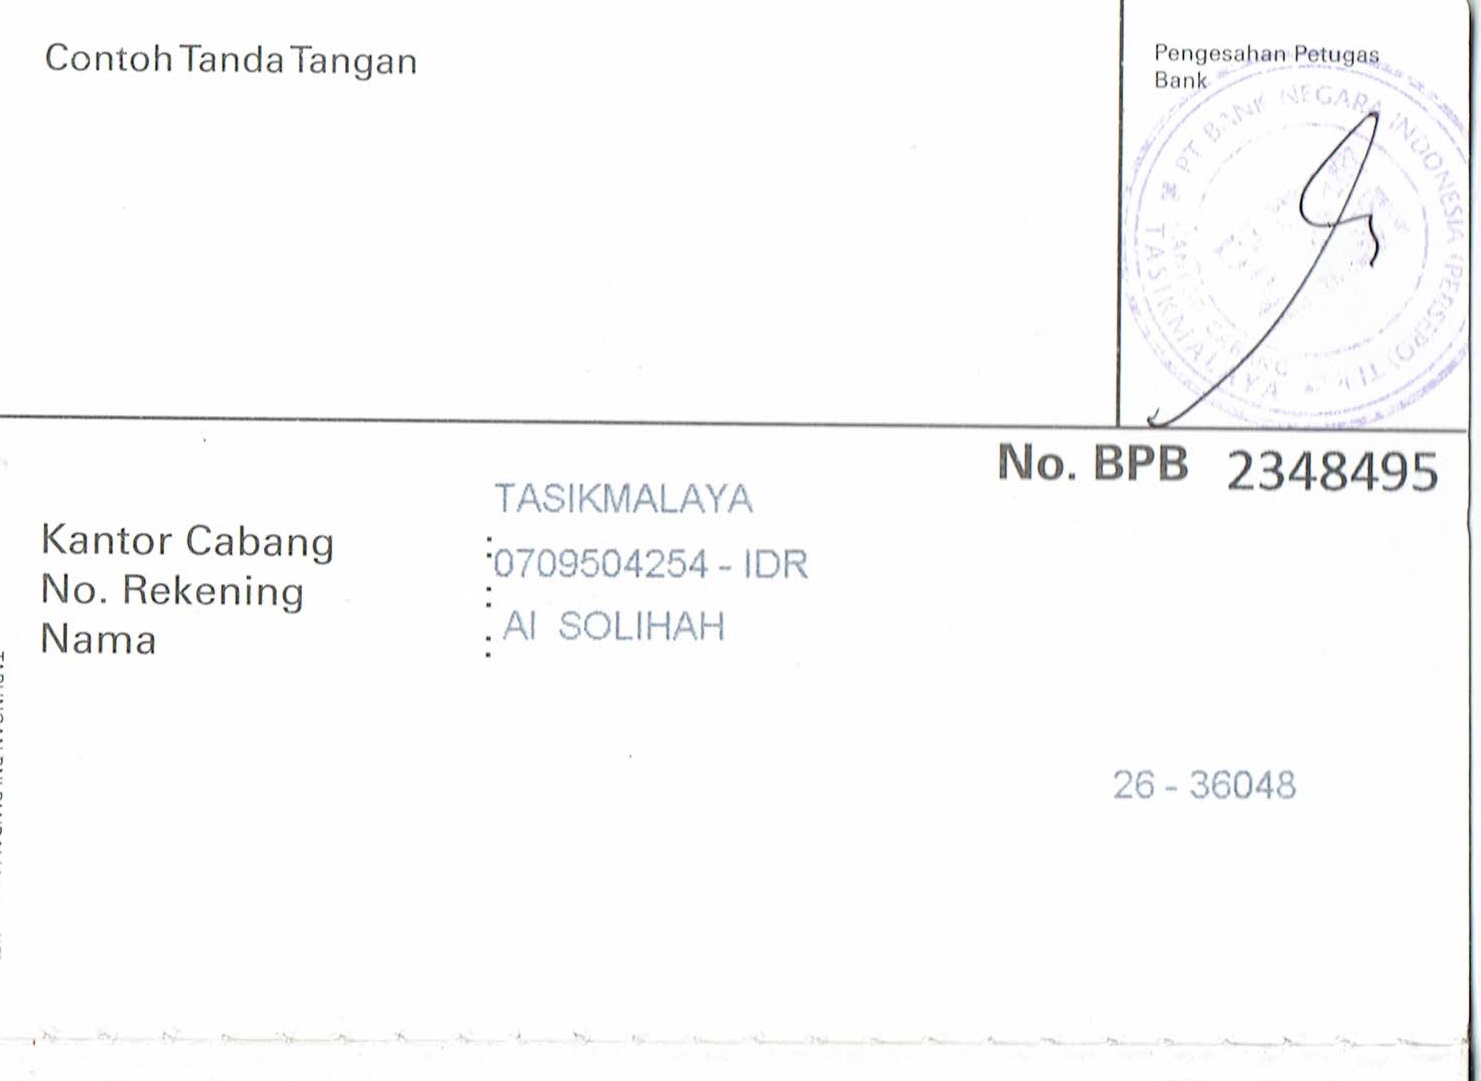 Contoh Tanda Tangan
Pengesahan Petugas
Bank
PT BANK NEGARA INDONESIA (PERSERO) Tbk
TASIKMALAYA
No. BPB 2348495
TASIKMALAYA
Kantor Cabang :
0709504254 - IDR
No. Rekening :
AI SOLIHAH
Nama :
26 - 36048